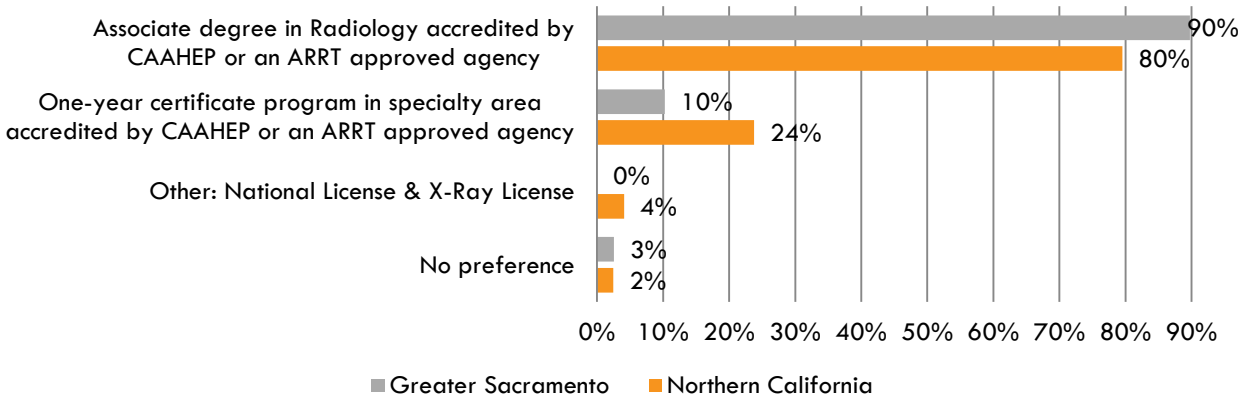 Associate degree in Radiology accredited by
CAAHEP or an ARRT approved agency
90%
80%
One-year certificate program in specialty area
accredited by CAAHEP or an ARRT approved agency
10%
24%
Other: National License & X-Ray License
0%
4%
No preference
3%
2%
0% 10% 20% 30% 40% 50% 60% 70% 80% 90%
Greater Sacramento Northern California